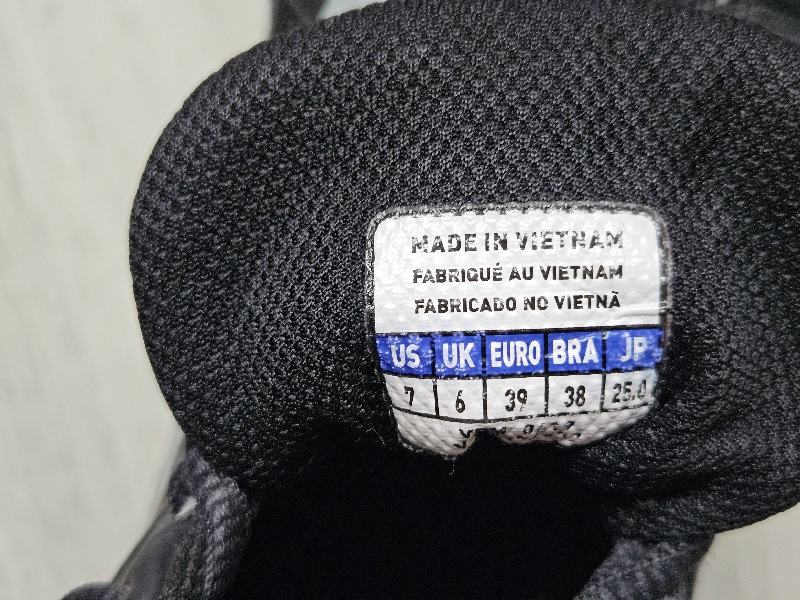 MADE IN VIETNAM
FABRIQUÉ AU VIETNAM
FABRICADO NO VIETNÃ
US UK EURO BRA JP
7 6 39 38 25.0